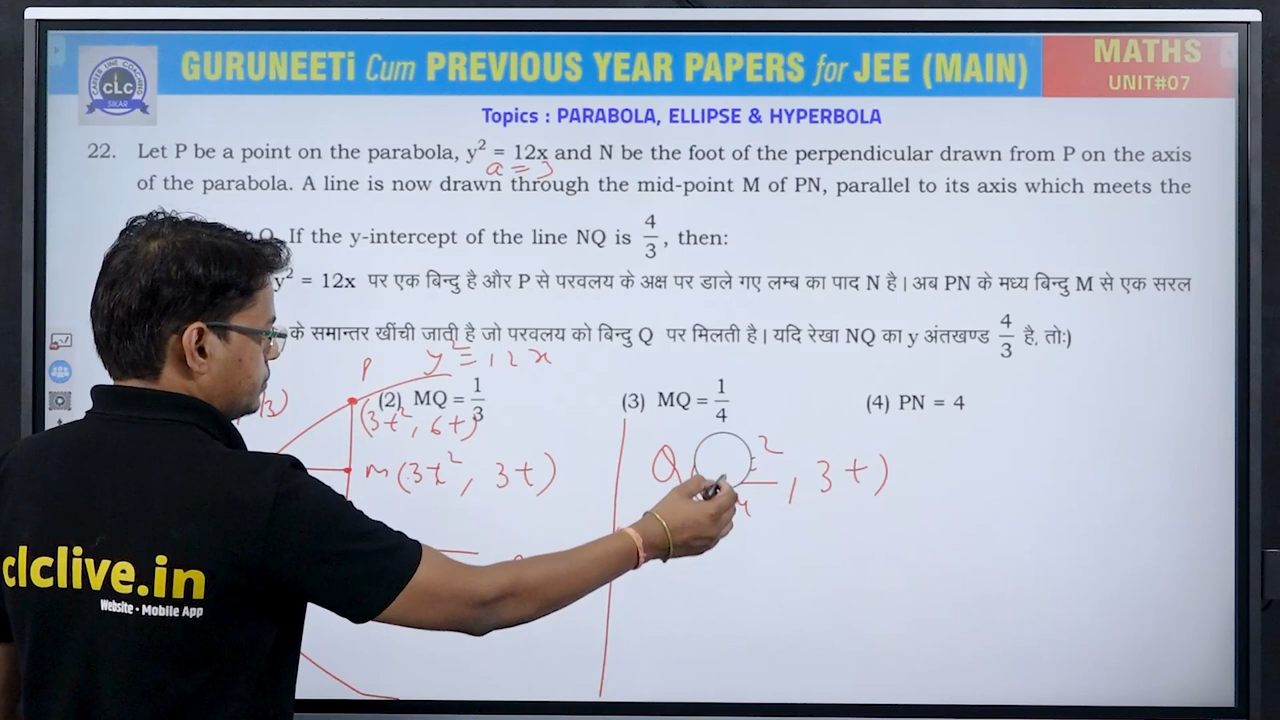 GURUNEETi Cum PREVIOUS YEAR PAPERS for JEE (MAIN)
MATHS
UNIT#07
CAREER LINE COACHING
CLC
SIKAR
Topics : PARABOLA, ELLIPSE & HYPERBOLA
22. Let P be a point on the parabola, y² = 12x and N be the foot of the perpendicular drawn from P on the axis
a = 3
of the parabola. A line is now drawn through the mid-point M of PN, parallel to its axis which meets the
Q. If the y-intercept of the line NQ is 4/3, then:
y² = 12x पर एक बिन्दु है और P से परवलय के अक्ष पर डाले गए लम्ब का पाद N है। अब PN के मध्य बिन्दु M से एक सरल
के समान्तर खींची जाती है जो परवलय को बिन्दु Q पर मिलती है। यदि रेखा NQ का y अंतखण्ड 4/3 है, तो:)
P y² = 12x
(2) MQ = 1/3 (3) MQ = 1/4 (4) PN = 4
(3t², 6t)
m(3t², 3t)
Q , 3t)
4
clclive.in
Website • Mobile App